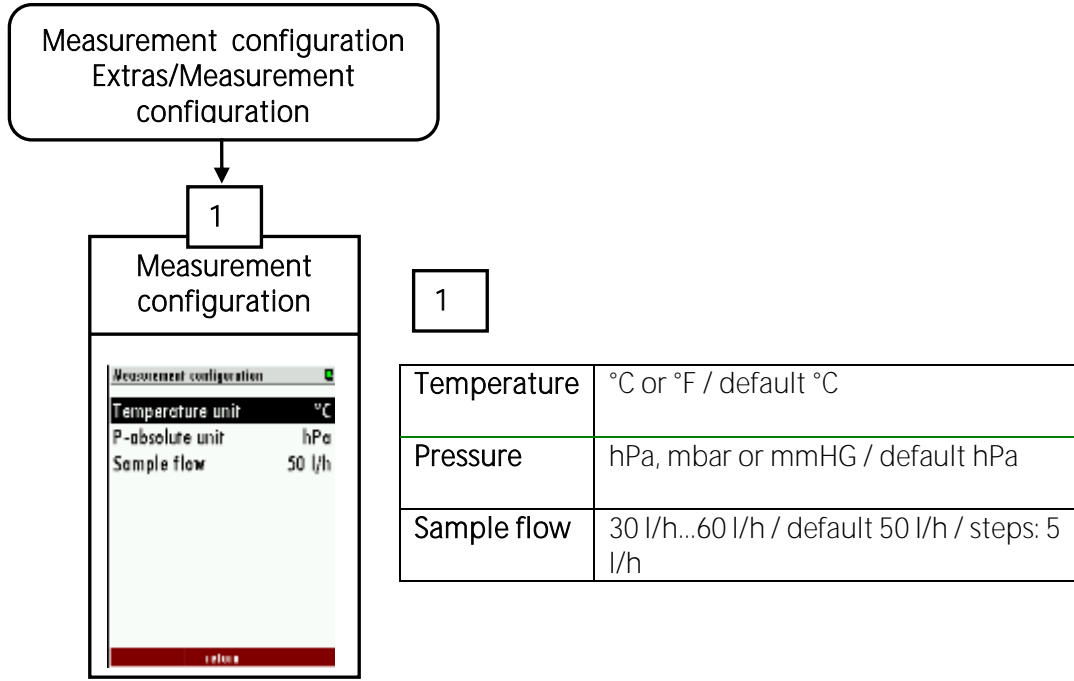 Measurement configuration
Extras/Measurement
configuration
1
Measurement
configuration
Measurement configuration
Temperature unit °C
P-absolute unit hPa
Sample flow 50 l/h
return
1
Temperature °C or °F / default °C
Pressure hPa, mbar or mmHG / default hPa
Sample flow 30 l/h...60 l/h / default 50 l/h / steps: 5
l/h